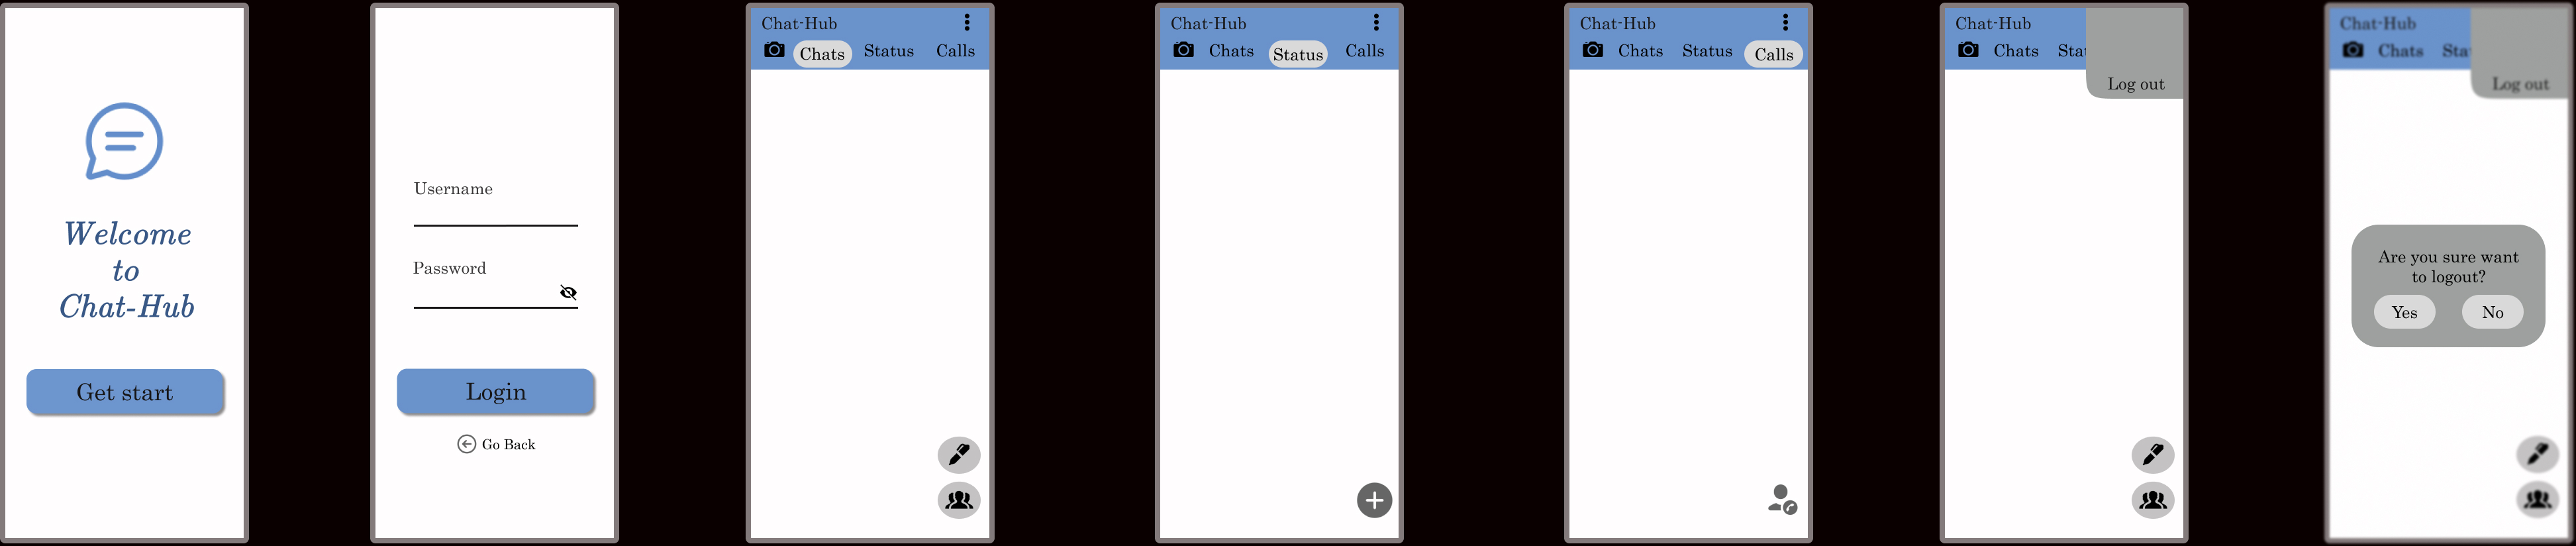 Welcome
to
Chat-Hub
Get start
Username
Password
Login
Go Back
Chat-Hub
Chats Status Calls
Chat-Hub
Chats Status Calls
Chat-Hub
Chats Status Calls
Chat-Hub
Chats Stat
Log out
Chat-Hub
Chats Sta
Log out
Are you sure want
to logout?
Yes No